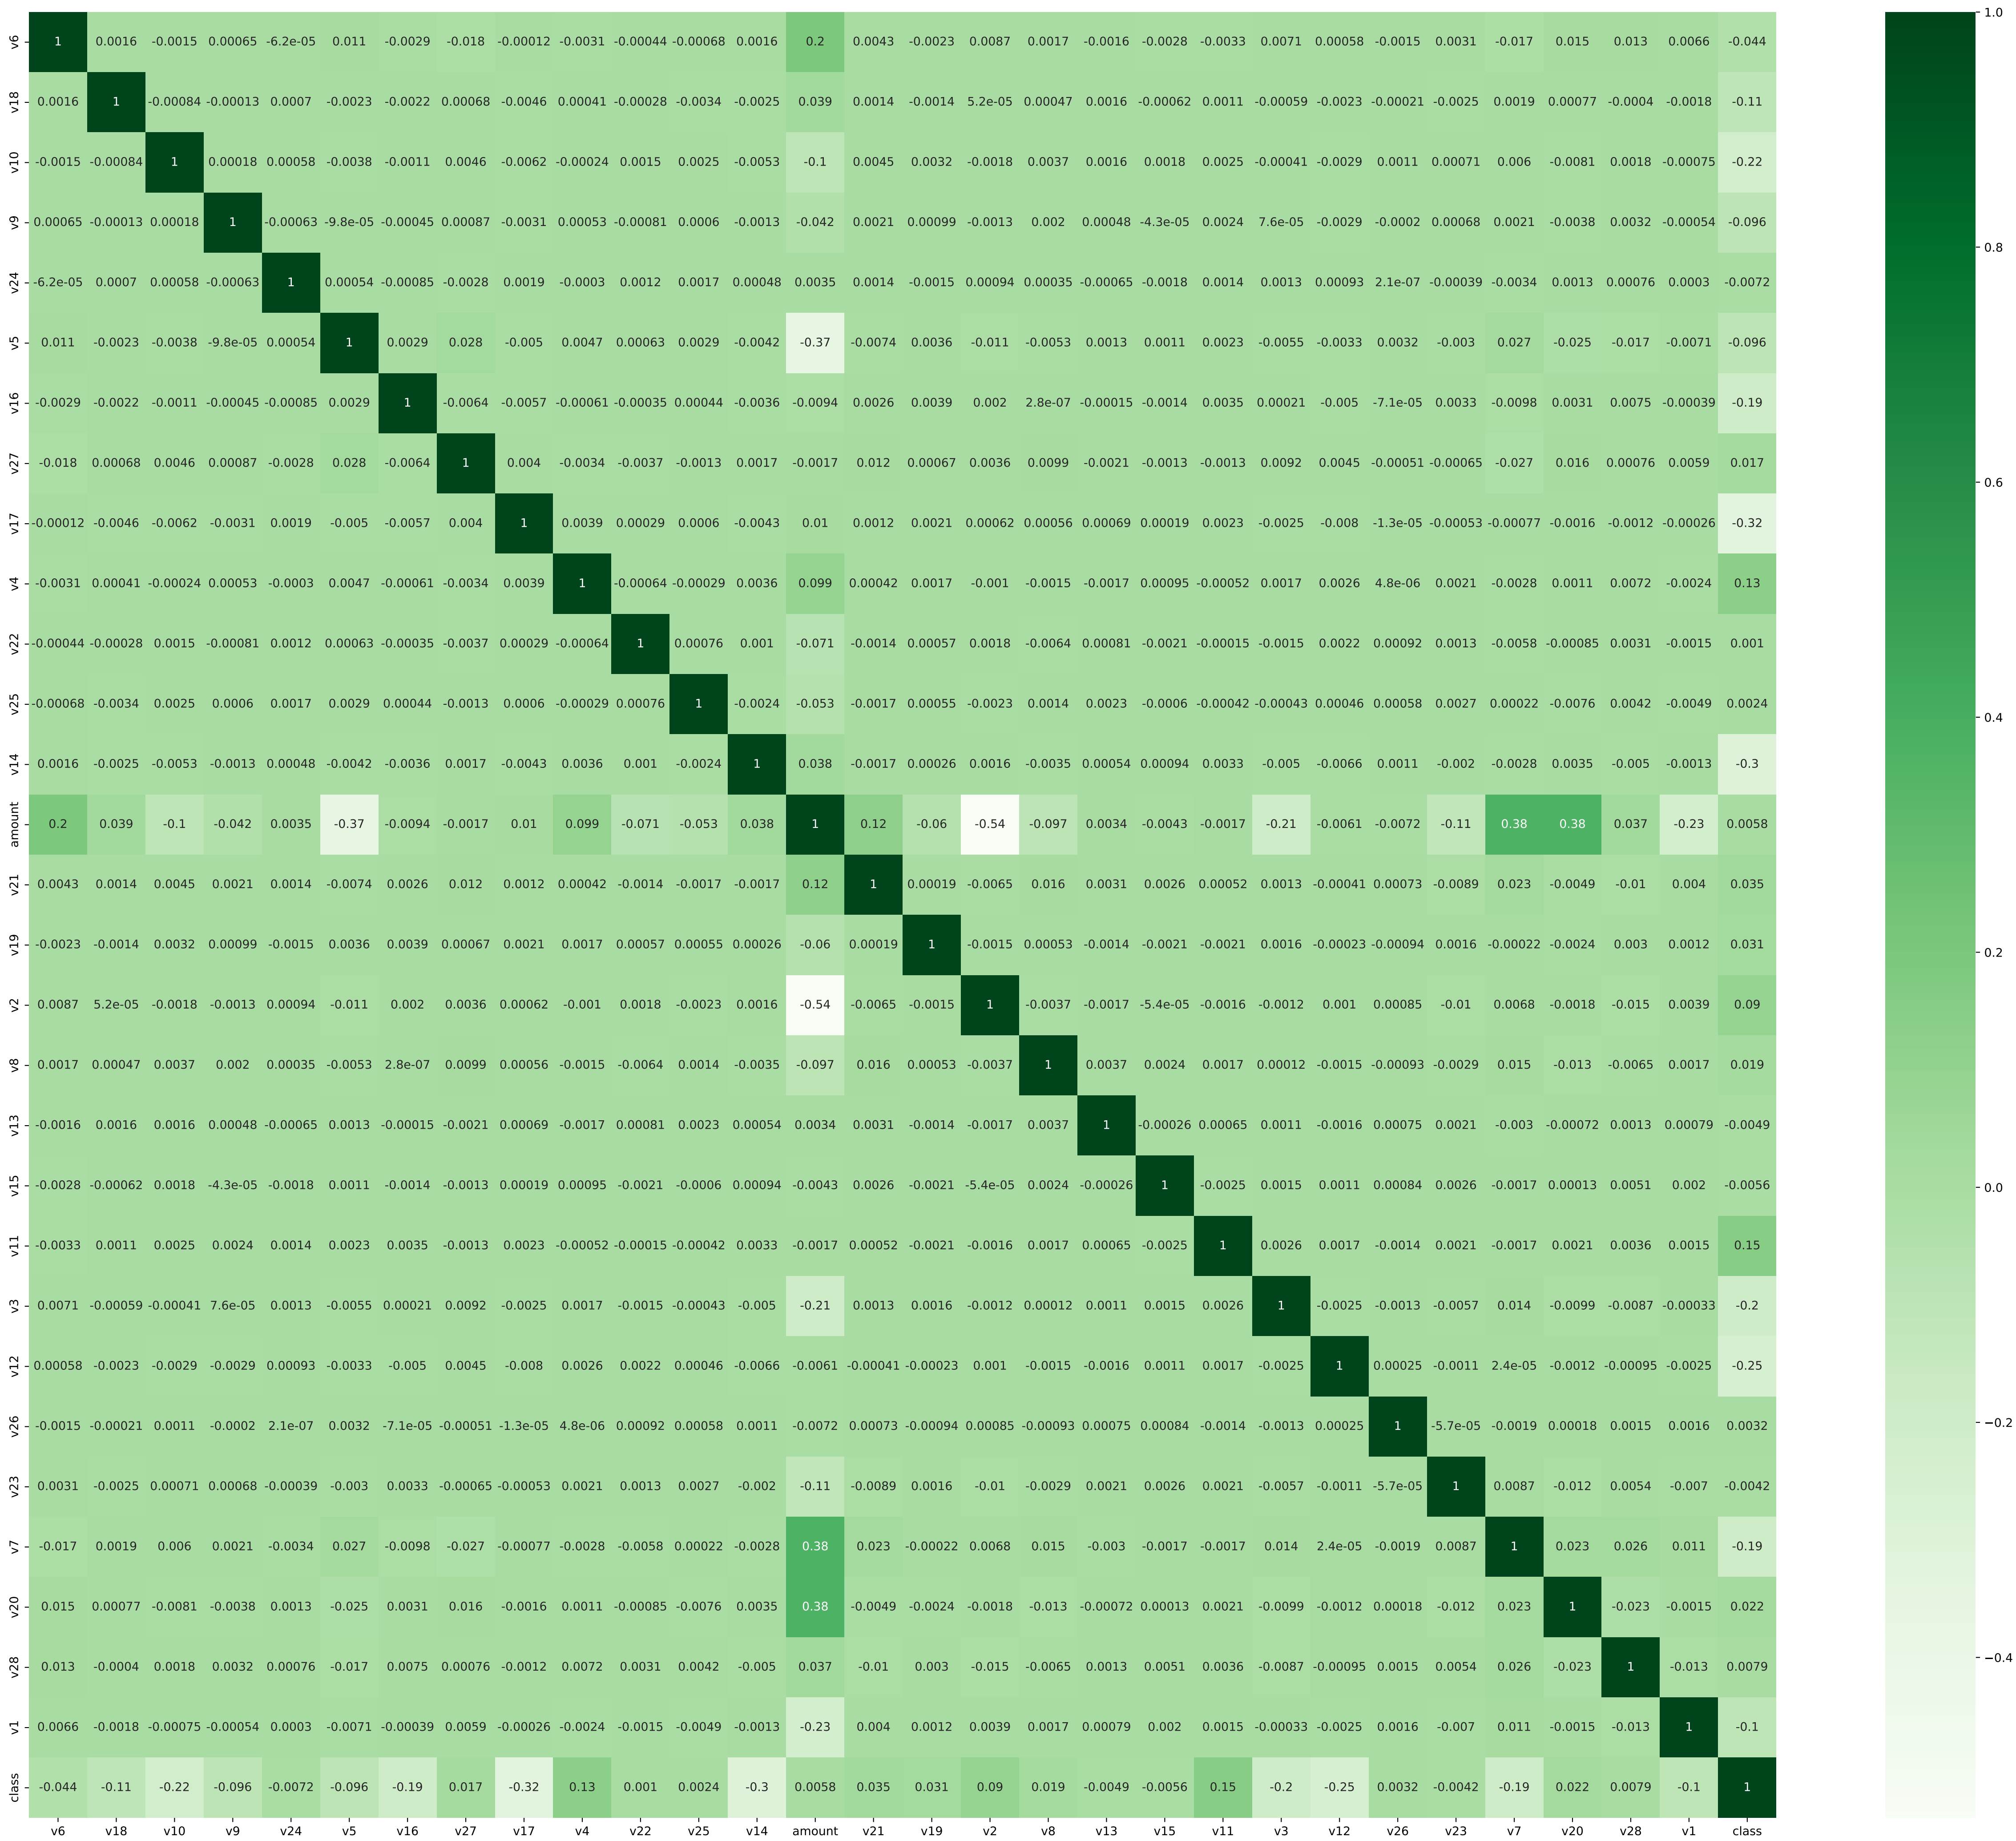 v6 1 0.0016 -0.0015 0.00065 -6.2e-05 0.011 -0.0029 -0.018 -0.00012 -0.0031 -0.00044 -0.00068 0.0016 0.2 0.0043 -0.0023 0.0087 0.0017 -0.0016 -0.0028 -0.0033 0.0071 0.00058 -0.0015 0.0031 -0.017 0.015 0.013 0.0066 -0.044
v18 0.0016 1 -0.00084 -0.00013 0.0007 -0.0023 -0.0022 0.00068 -0.0046 0.00041 -0.00028 -0.0034 -0.0025 0.039 0.0014 -0.0014 5.2e-05 0.00047 0.0016 -0.00062 0.0011 -0.00059 -0.0023 -0.00021 -0.0025 0.0019 0.00077 -0.0004 -0.0018 -0.11
v10 -0.0015 -0.00084 1 0.00018 0.00058 -0.0038 -0.0011 0.0046 -0.0062 -0.00024 0.0015 0.0025 -0.0053 -0.1 0.0045 0.0032 -0.0018 0.0037 0.0016 0.0018 0.0025 -0.00041 -0.0029 0.0011 0.00071 0.006 -0.0081 0.0018 -0.00075 -0.22
v9 0.00065 -0.00013 0.00018 1 -0.00063 -9.8e-05 -0.00045 0.00087 -0.0031 0.00053 -0.00081 0.0006 -0.0013 -0.042 0.0021 0.00099 -0.0013 0.002 0.00048 -4.3e-05 0.0024 7.6e-05 -0.0029 -0.0002 0.00068 0.0021 -0.0038 0.0032 -0.00054 -0.096
v24 -6.2e-05 0.0007 0.00058 -0.00063 1 0.00054 -0.00085 -0.0028 0.0019 -0.0003 0.0012 0.0017 0.00048 0.0035 0.0014 -0.0015 0.00094 0.00035 -0.00065 -0.0018 0.0014 0.0013 0.00093 2.1e-07 -0.00039 -0.0034 0.0013 0.00076 0.0003 -0.0072
v5 0.011 -0.0023 -0.0038 -9.8e-05 0.00054 1 0.0029 0.028 -0.005 0.0047 0.00063 0.0029 -0.0042 -0.37 -0.0074 0.0036 -0.011 -0.0053 0.0013 0.0011 0.0023 -0.0055 -0.0033 0.0032 -0.003 0.027 -0.025 -0.017 -0.0071 -0.096
v16 -0.0029 -0.0022 -0.0011 -0.00045 -0.00085 0.0029 1 -0.0064 -0.0057 -0.00061 -0.00035 0.00044 -0.0036 -0.0094 0.0026 0.0039 0.002 2.8e-07 -0.00015 -0.0014 0.0035 0.00021 -0.005 -7.1e-05 0.0033 -0.0098 0.0031 0.0075 -0.00039 -0.19
v27 -0.018 0.00068 0.0046 0.00087 -0.0028 0.028 -0.0064 1 0.004 -0.0034 -0.0037 -0.0013 0.0017 -0.0017 0.012 0.00067 0.0036 0.0099 -0.0021 -0.0013 -0.0013 0.0092 0.0045 -0.00051 -0.00065 -0.027 0.016 0.00076 0.0059 0.017
v17 -0.00012 -0.0046 -0.0062 -0.0031 0.0019 -0.005 -0.0057 0.004 1 0.0039 0.00029 0.0006 -0.0043 0.01 0.0012 0.0021 0.00062 0.00056 0.00069 0.00019 0.0023 -0.0025 -0.008 -1.3e-05 -0.00053 -0.00077 -0.0016 -0.0012 -0.00026 -0.32
v4 -0.0031 0.00041 -0.00024 0.00053 -0.0003 0.0047 -0.00061 -0.0034 0.0039 1 -0.00064 -0.00029 0.0036 0.099 0.00042 0.0017 -0.001 -0.0015 -0.0017 0.00095 -0.00052 0.0017 0.0026 4.8e-06 0.0021 -0.0028 0.0011 0.0072 -0.0024 0.13
v22 -0.00044 -0.00028 0.0015 -0.00081 0.0012 0.00063 -0.00035 -0.0037 0.00029 -0.00064 1 0.00076 0.001 -0.071 -0.0014 0.00057 0.0018 -0.0064 0.00081 -0.0021 -0.00015 -0.0015 0.0022 0.00092 0.0013 -0.0058 -0.00085 0.0031 -0.0015 0.001
v25 -0.00068 -0.0034 0.0025 0.0006 0.0017 0.0029 0.00044 -0.0013 0.0006 -0.00029 0.00076 1 -0.0024 -0.053 -0.0017 0.00055 -0.0023 0.0014 0.0023 -0.0006 -0.00042 -0.00043 0.00046 0.00058 0.0027 0.00022 -0.0076 0.0042 -0.0049 0.0024
v14 0.0016 -0.0025 -0.0053 -0.0013 0.00048 -0.0042 -0.0036 0.0017 -0.0043 0.0036 0.001 -0.0024 1 0.038 -0.0017 0.00026 0.0016 -0.0035 0.00054 0.00094 0.0033 -0.005 -0.0066 0.0011 -0.002 -0.0028 0.0035 -0.005 -0.0013 -0.3
amount 0.2 0.039 -0.1 -0.042 0.0035 -0.37 -0.0094 -0.0017 0.01 0.099 -0.071 -0.053 0.038 1 0.12 -0.06 -0.54 -0.097 0.0034 -0.0043 -0.0017 -0.21 -0.0061 -0.0072 -0.11 0.38 0.38 0.037 -0.23 0.0058
v21 0.0043 0.0014 0.0045 0.0021 0.0014 -0.0074 0.0026 0.012 0.0012 0.00042 -0.0014 -0.0017 -0.0017 0.12 1 0.00019 -0.0065 0.016 0.0031 0.0026 0.00052 0.0013 -0.00041 0.00073 -0.0089 0.023 -0.0049 -0.01 0.004 0.035
v19 -0.0023 -0.0014 0.0032 0.00099 -0.0015 0.0036 0.0039 0.00067 0.0021 0.0017 0.00057 0.00055 0.00026 -0.06 0.00019 1 -0.0015 0.00053 -0.0014 -0.0021 -0.0021 0.0016 -0.00023 -0.00094 0.0016 -0.00022 -0.0024 0.003 0.0012 0.031
v2 0.0087 5.2e-05 -0.0018 -0.0013 0.00094 -0.011 0.002 0.0036 0.00062 -0.001 0.0018 -0.0023 0.0016 -0.54 -0.0065 -0.0015 1 -0.0037 -0.0017 -5.4e-05 -0.0016 -0.0012 0.001 0.00085 -0.01 0.0068 -0.0018 -0.015 0.0039 0.09
v8 0.0017 0.00047 0.0037 0.002 0.00035 -0.0053 2.8e-07 0.0099 0.00056 -0.0015 -0.0064 0.0014 -0.0035 -0.097 0.016 0.00053 -0.0037 1 0.0037 0.0024 0.0017 0.00012 -0.0015 -0.00093 -0.0029 0.015 -0.013 -0.0065 0.0017 0.019
v13 -0.0016 0.0016 0.0016 0.00048 -0.00065 0.0013 -0.00015 -0.0021 0.00069 -0.0017 0.00081 0.0023 0.00054 0.0034 0.0031 -0.0014 -0.0017 0.0037 1 -0.00026 0.00065 0.0011 -0.0016 0.00075 0.0021 -0.003 -0.00072 0.0013 0.00079 -0.0049
v15 -0.0028 -0.00062 0.0018 -4.3e-05 -0.0018 0.0011 -0.0014 -0.0013 0.00019 0.00095 -0.0021 -0.0006 0.00094 -0.0043 0.0026 -0.0021 -5.4e-05 0.0024 -0.00026 1 -0.0025 0.0015 0.0011 0.00084 0.0026 -0.0017 0.00013 0.0051 0.002 -0.0056
v11 -0.0033 0.0011 0.0025 0.0024 0.0014 0.0023 0.0035 -0.0013 0.0023 -0.00052 -0.00015 -0.00042 0.0033 -0.0017 0.00052 -0.0021 -0.0016 0.0017 0.00065 -0.0025 1 0.0026 0.0017 -0.0014 0.0021 -0.0017 0.0021 0.0036 0.0015 0.15
v3 0.0071 -0.00059 -0.00041 7.6e-05 0.0013 -0.0055 0.00021 0.0092 -0.0025 0.0017 -0.0015 -0.00043 -0.005 -0.21 0.0013 0.0016 -0.0012 0.00012 0.0011 0.0015 0.0026 1 -0.0025 -0.0013 -0.0057 0.014 -0.0099 -0.0087 -0.00033 -0.2
v12 0.00058 -0.0023 -0.0029 -0.0029 0.00093 -0.0033 -0.005 0.0045 -0.008 0.0026 0.0022 0.00046 -0.0066 -0.0061 -0.00041 -0.00023 0.001 -0.0015 -0.0016 0.0011 0.0017 -0.0025 1 0.00025 -0.0011 2.4e-05 -0.0012 -0.00095 -0.0025 -0.25
v26 -0.0015 -0.00021 0.0011 -0.0002 2.1e-07 0.0032 -7.1e-05 -0.00051 -1.3e-05 4.8e-06 0.00092 0.00058 0.0011 -0.0072 0.00073 -0.00094 0.00085 -0.00093 0.00075 0.00084 -0.0014 -0.0013 0.00025 1 -5.7e-05 -0.0019 0.00018 0.0015 0.0016 0.0032
v23 0.0031 -0.0025 0.00071 0.00068 -0.00039 -0.003 0.0033 -0.00065 -0.00053 0.0021 0.0013 0.0027 -0.002 -0.11 -0.0089 0.0016 -0.01 -0.0029 0.0021 0.0026 0.0021 -0.0057 -0.0011 -5.7e-05 1 0.0087 -0.012 0.0054 -0.007 -0.0042
v7 -0.017 0.0019 0.006 0.0021 -0.0034 0.027 -0.0098 -0.027 -0.00077 -0.0028 -0.0058 0.00022 -0.0028 0.38 0.023 -0.00022 0.0068 0.015 -0.003 -0.0017 -0.0017 0.014 2.4e-05 -0.0019 0.0087 1 0.023 0.026 0.011 -0.19
v20 0.015 0.00077 -0.0081 -0.0038 0.0013 -0.025 0.0031 0.016 -0.0016 0.0011 -0.00085 -0.0076 0.0035 0.38 -0.0049 -0.0024 -0.0018 -0.013 -0.00072 0.00013 0.0021 -0.0099 -0.0012 0.00018 -0.012 0.023 1 -0.023 -0.0015 0.022
v28 0.013 -0.0004 0.0018 0.0032 0.00076 -0.017 0.0075 0.00076 -0.0012 0.0072 0.0031 0.0042 -0.005 0.037 -0.01 0.003 -0.015 -0.0065 0.0013 0.0051 0.0036 -0.0087 -0.00095 0.0015 0.0054 0.026 -0.023 1 -0.013 0.0079
v1 0.0066 -0.0018 -0.00075 -0.00054 0.0003 -0.0071 -0.00039 0.0059 -0.00026 -0.0024 -0.0015 -0.0049 -0.0013 -0.23 0.004 0.0012 0.0039 0.0017 0.00079 0.002 0.0015 -0.00033 -0.0025 0.0016 -0.007 0.011 -0.0015 -0.013 1 -0.1
class -0.044 -0.11 -0.22 -0.096 -0.0072 -0.096 -0.19 0.017 -0.32 0.13 0.001 0.0024 -0.3 0.0058 0.035 0.031 0.09 0.019 -0.0049 -0.0056 0.15 -0.2 -0.25 0.0032 -0.0042 -0.19 0.022 0.0079 -0.1 1
v6 v18 v10 v9 v24 v5 v16 v27 v17 v4 v22 v25 v14 amount v21 v19 v2 v8 v13 v15 v11 v3 v12 v26 v23 v7 v20 v28 v1 class
1.0
0.8
0.6
0.4
0.2
0.0
−0.2
−0.4